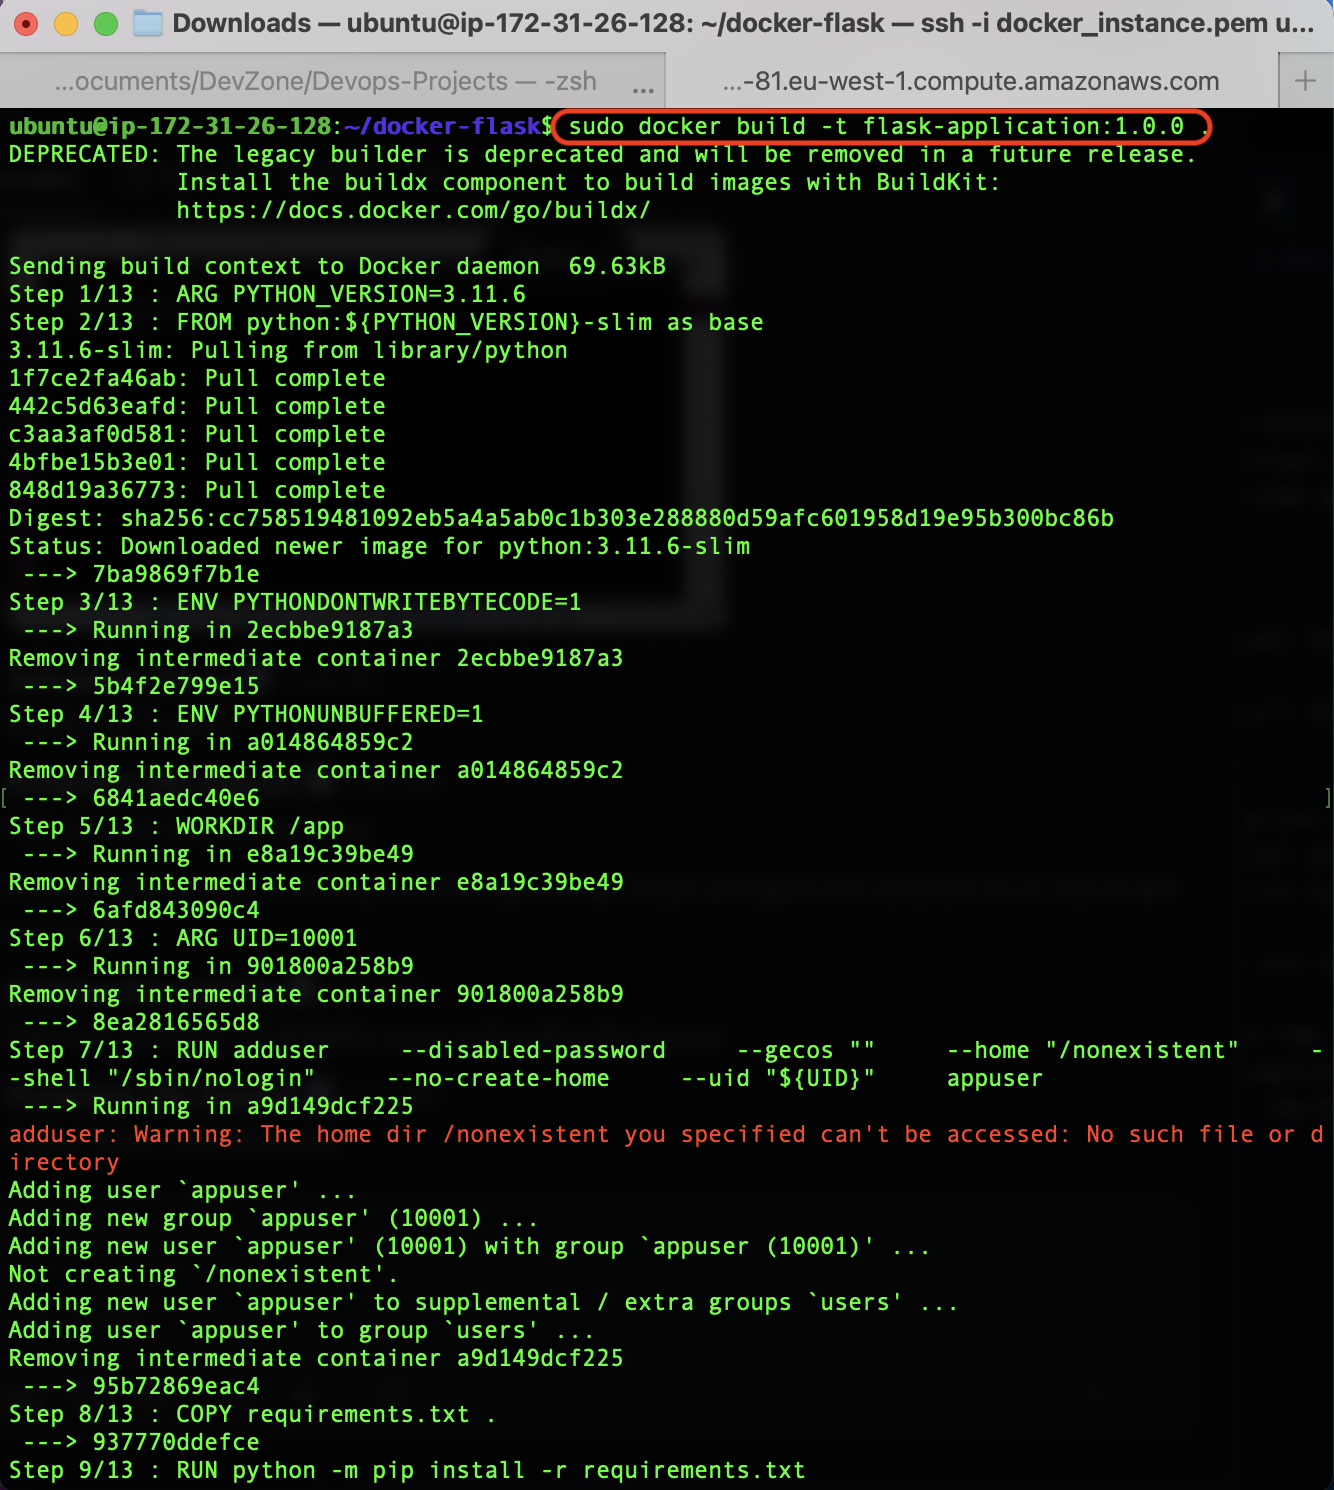 Downloads — ubuntu@ip-172-31-26-128: ~/docker-flask — ssh -i docker_instance.pem u...
...ocuments/DevZone/Devops-Projects — -zsh ...
...-81.eu-west-1.compute.amazonaws.com +
ubuntu@ip-172-31-26-128:~/docker-flask$ sudo docker build -t flask-application:1.0.0 .
DEPRECATED: The legacy builder is deprecated and will be removed in a future release.
            Install the buildx component to build images with BuildKit:
            https://docs.docker.com/go/buildx/
Sending build context to Docker daemon  69.63kB
Step 1/13 : ARG PYTHON_VERSION=3.11.6
Step 2/13 : FROM python:${PYTHON_VERSION}-slim as base
3.11.6-slim: Pulling from library/python
1f7ce2fa46ab: Pull complete
442c5d63eafd: Pull complete
c3aa3af0d581: Pull complete
4bfbe15b3e01: Pull complete
848d19a36773: Pull complete
Digest: sha256:cc758519481092eb5a4a5ab0c1b303e288880d59afc601958d19e95b300bc86b
Status: Downloaded newer image for python:3.11.6-slim
 ---> 7ba9869f7b1e
Step 3/13 : ENV PYTHONDONTWRITEBYTECODE=1
 ---> Running in 2ecbbe9187a3
Removing intermediate container 2ecbbe9187a3
 ---> 5b4f2e799e15
Step 4/13 : ENV PYTHONUNBUFFERED=1
 ---> Running in a014864859c2
Removing intermediate container a014864859c2
[ ---> 6841aedc40e6 ]
Step 5/13 : WORKDIR /app
 ---> Running in e8a19c39be49
Removing intermediate container e8a19c39be49
 ---> 6afd843090c4
Step 6/13 : ARG UID=10001
 ---> Running in 901800a258b9
Removing intermediate container 901800a258b9
 ---> 8ea2816565d8
Step 7/13 : RUN adduser     --disabled-password     --gecos ""     --home "/nonexistent"     -
-shell "/sbin/nologin"     --no-create-home     --uid "${UID}"     appuser
 ---> Running in a9d149dcf225
adduser: Warning: The home dir /nonexistent you specified can't be accessed: No such file or d
irectory
Adding user `appuser' ...
Adding new group `appuser' (10001) ...
Adding new user `appuser' (10001) with group `appuser (10001)' ...
Not creating `/nonexistent'.
Adding new user `appuser' to supplemental / extra groups `users' ...
Adding user `appuser' to group `users' ...
Removing intermediate container a9d149dcf225
 ---> 95b72869eac4
Step 8/13 : COPY requirements.txt .
 ---> 937770ddefce
Step 9/13 : RUN python -m pip install -r requirements.txt